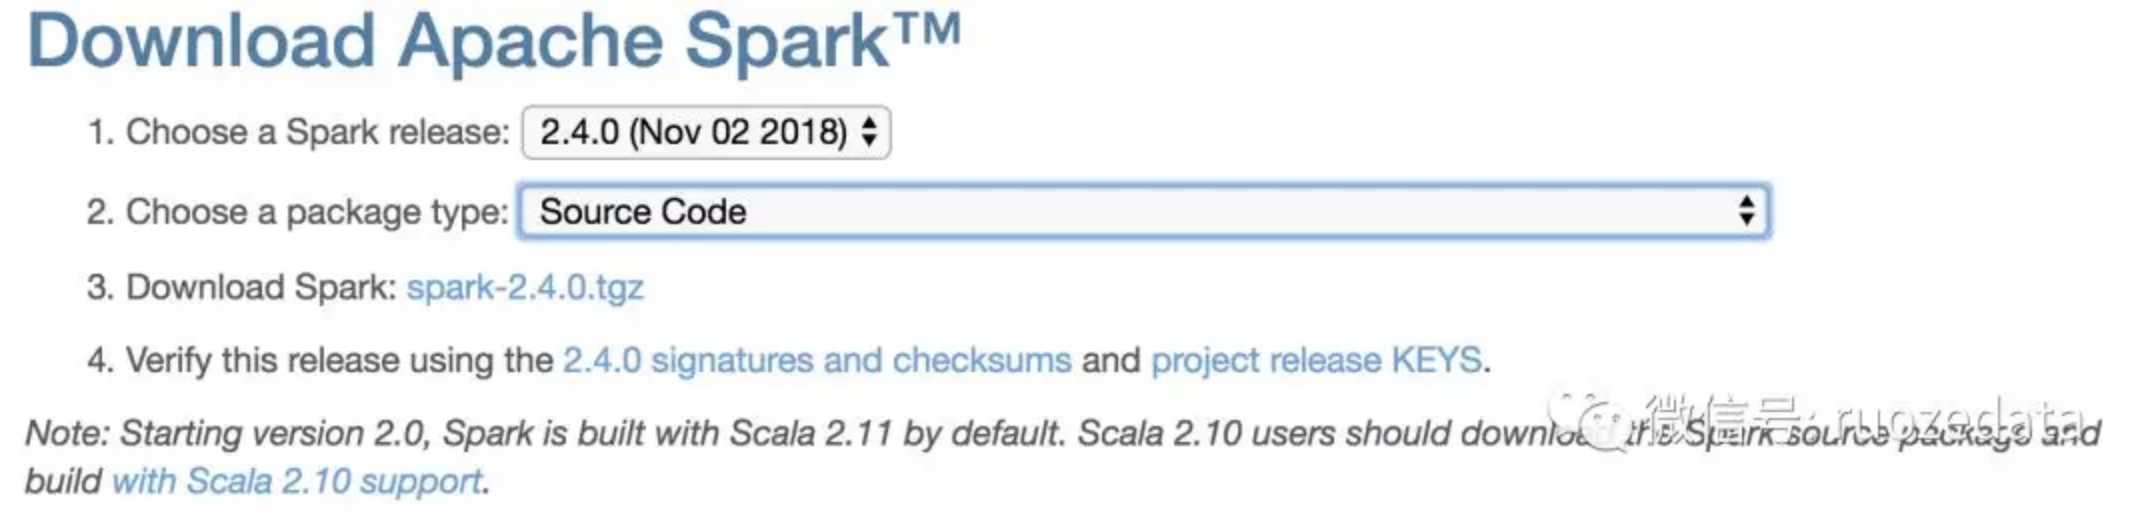 Download Apache Spark™
1. Choose a Spark release: 2.4.0 (Nov 02 2018)
2. Choose a package type: Source Code
3. Download Spark: spark-2.4.0.tgz
4. Verify this release using the 2.4.0 signatures and checksums and project release KEYS.
微信号: ruozedata
Note: Starting version 2.0, Spark is built with Scala 2.11 by default. Scala 2.10 users should download the Spark source package and
build with Scala 2.10 support.